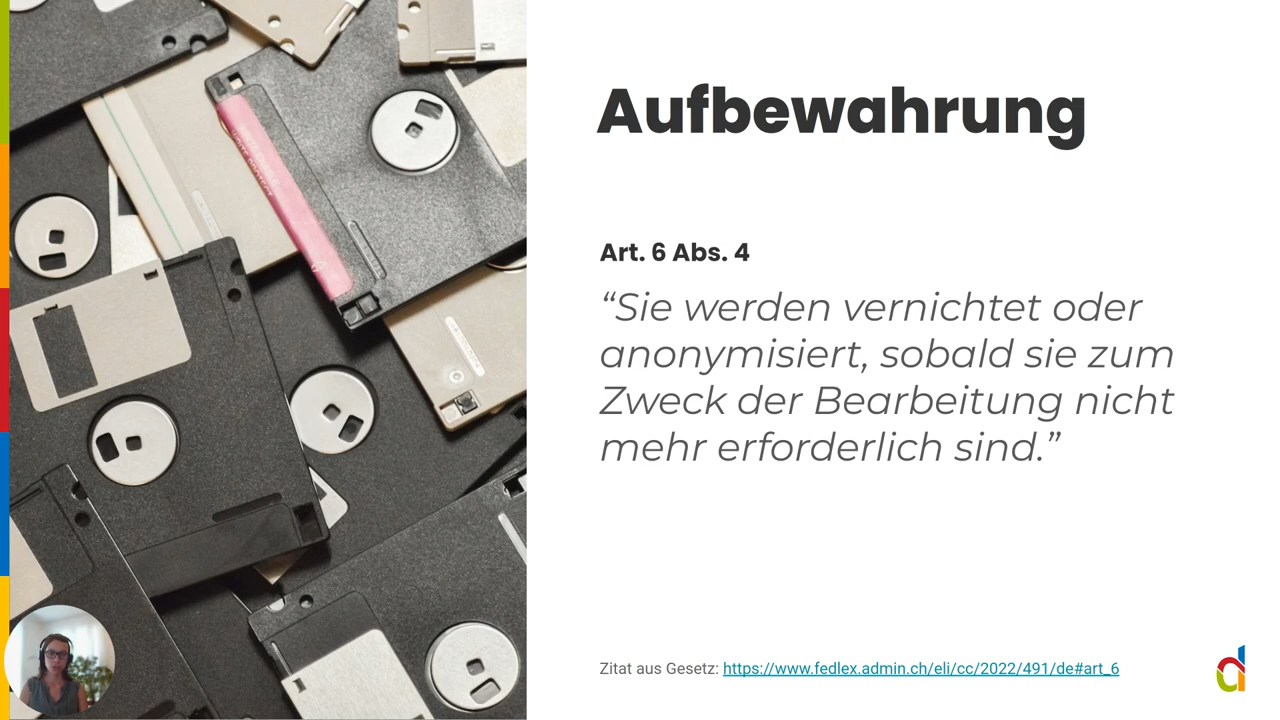 Aufbewahrung
Art. 6 Abs. 4
“Sie werden vernichtet oder
anonymisiert, sobald sie zum
Zweck der Bearbeitung nicht
mehr erforderlich sind.”
Zitat aus Gesetz: https://www.fedlex.admin.ch/eli/cc/2022/491/de#art_6